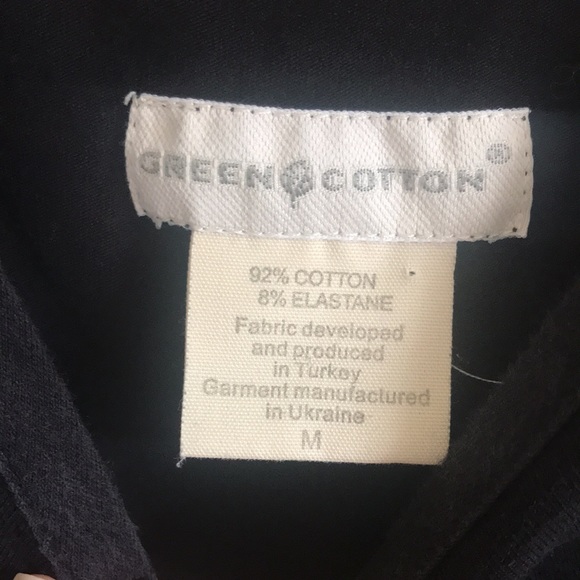 GREEN COTTON®
92% COTTON
8% ELASTANE
Fabric developed
and produced
in Turkey
Garment manufactured
in Ukraine
M